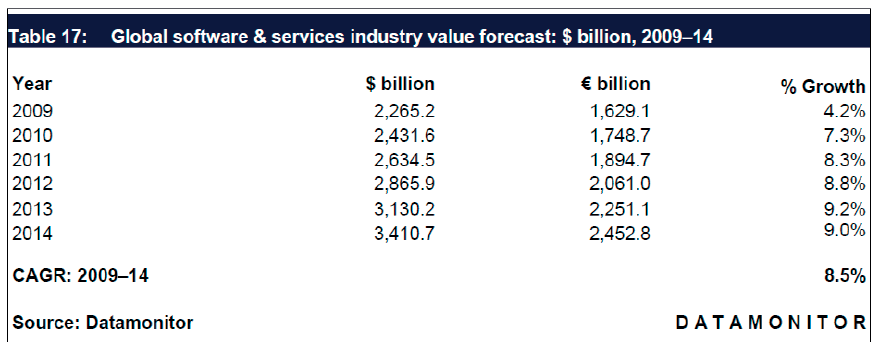 Table 17: Global software & services industry value forecast: $ billion, 2009–14
Year $ billion € billion % Growth
2009 2,265.2 1,629.1 4.2%
2010 2,431.6 1,748.7 7.3%
2011 2,634.5 1,894.7 8.3%
2012 2,865.9 2,061.0 8.8%
2013 3,130.2 2,251.1 9.2%
2014 3,410.7 2,452.8 9.0%
CAGR: 2009–14 8.5%
Source: Datamonitor DATAMONITOR